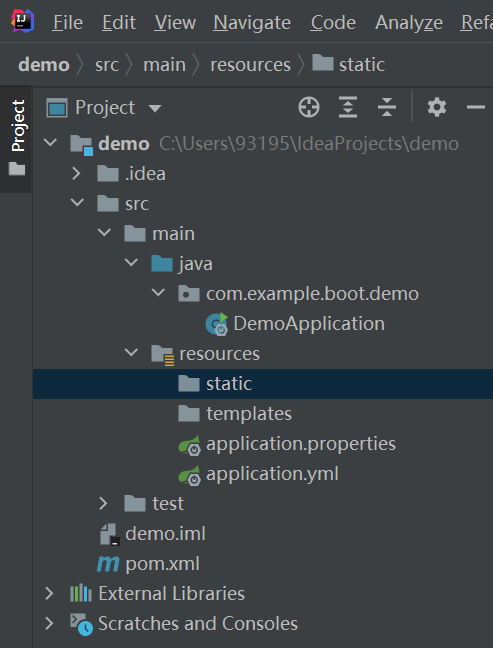 File Edit View Navigate Code Analyze Refa
demo src main resources static
Project
Project
demo C:\Users\93195\IdeaProjects\demo
.idea
src
main
java
com.example.boot.demo
DemoApplication
resources
static
templates
application.properties
application.yml
test
demo.iml
pom.xml
External Libraries
Scratches and Consoles